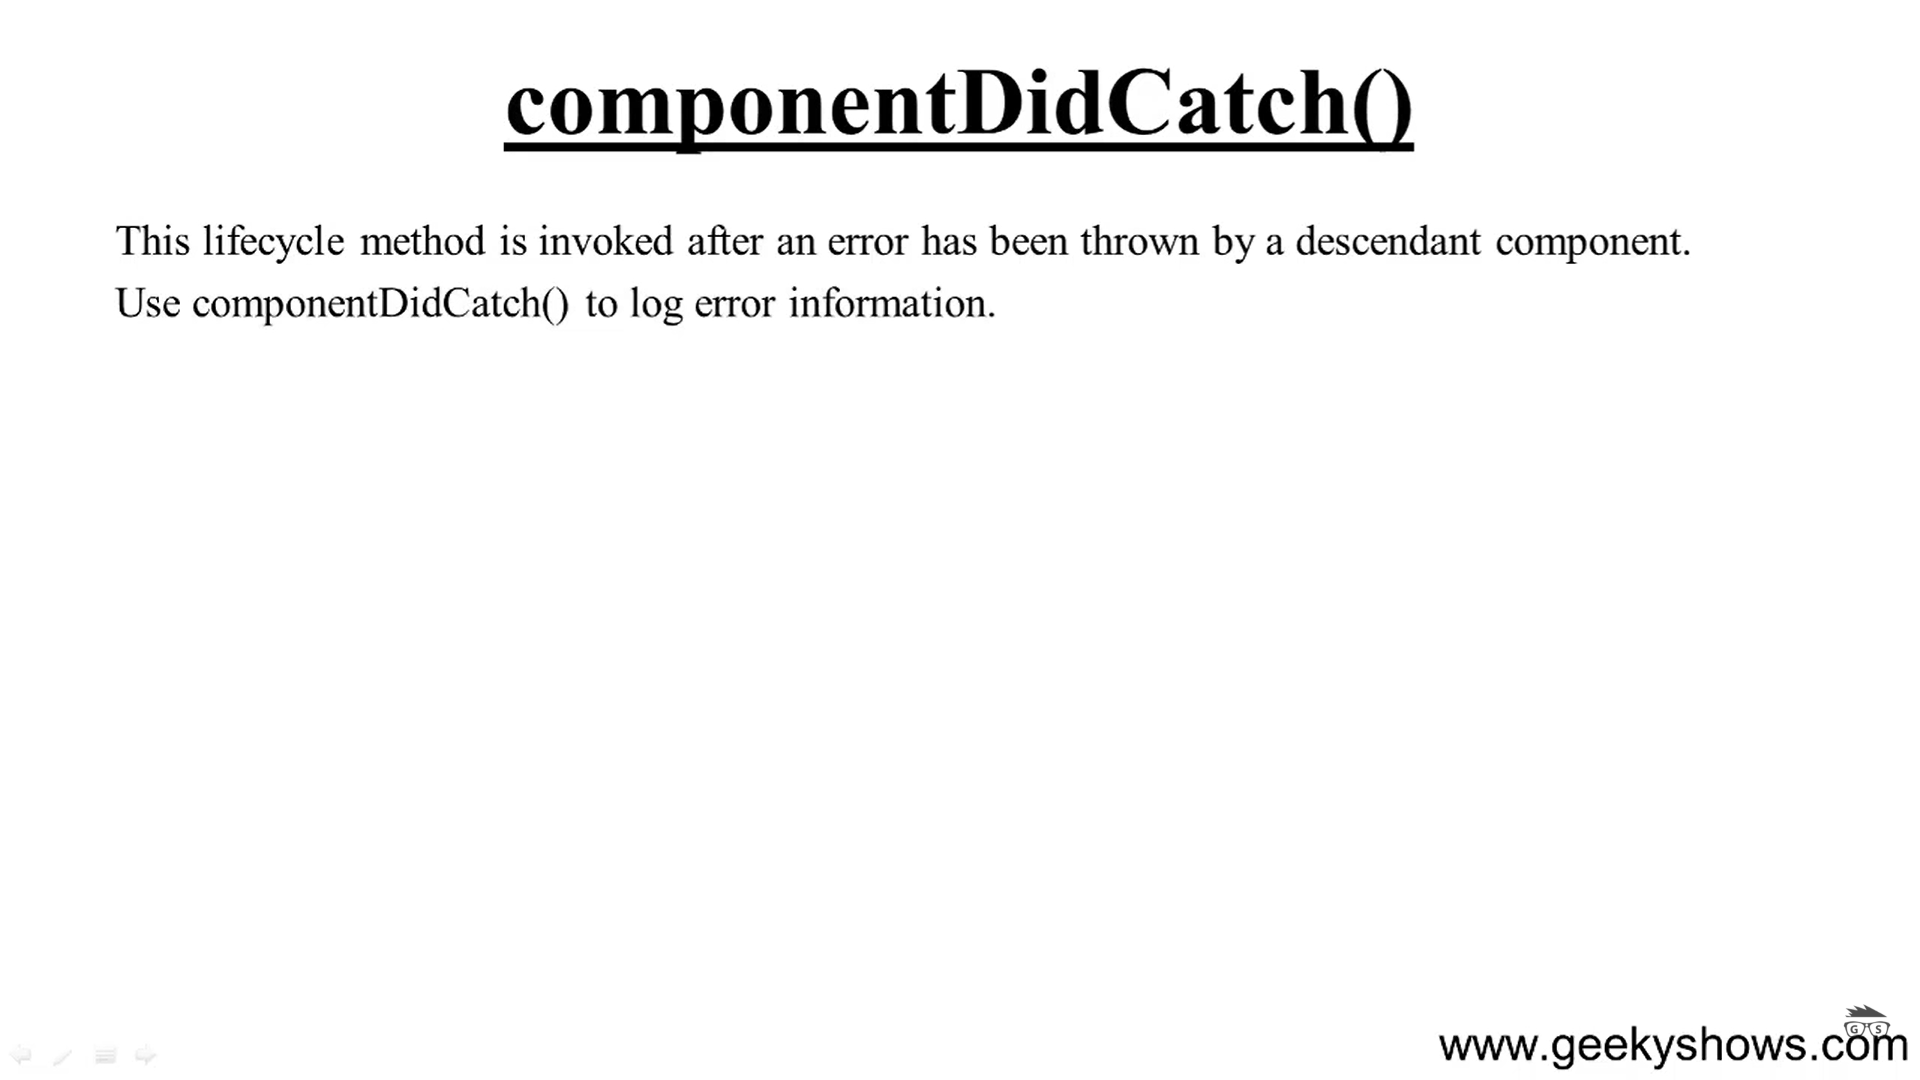 componentDidCatch()
This lifecycle method is invoked after an error has been thrown by a descendant component.
Use componentDidCatch() to log error information.
G S
www.geekyshows.com